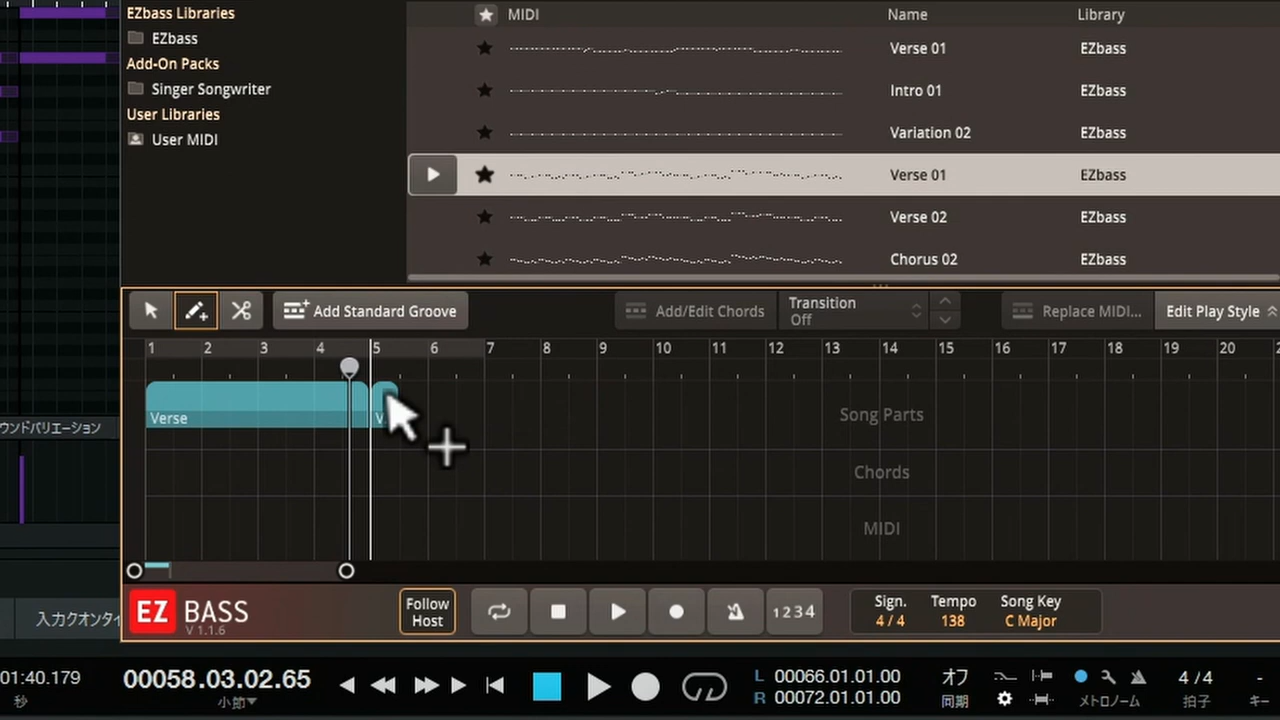 EZbass Libraries
EZbass
Add-On Packs
Singer Songwriter
User Libraries
User MIDI
MIDI Name Library
Verse 01 EZbass
Intro 01 EZbass
Variation 02 EZbass
Verse 01 EZbass
Verse 02 EZbass
Chorus 02 EZbass
Add Standard Groove
Add/Edit Chords
Transition
Off
Replace MIDI...
Edit Play Style
1 2 3 4 5 6 7 8 9 10 11 12 13 14 15 16 17 18 19 20
Verse
V
Song Parts
Chords
MIDI
ウンドバリエーション
入力クオンタイ
EZ BASS
V 1.1.6
Follow
Host
1234
Sign. Tempo Song Key
4 / 4 138 C Major
01:40.179
秒
00058.03.02.65
小節
L 00066.01.01.00
R 00072.01.01.00
オフ
同期
メトロノーム
4 / 4
拍子
-
キー